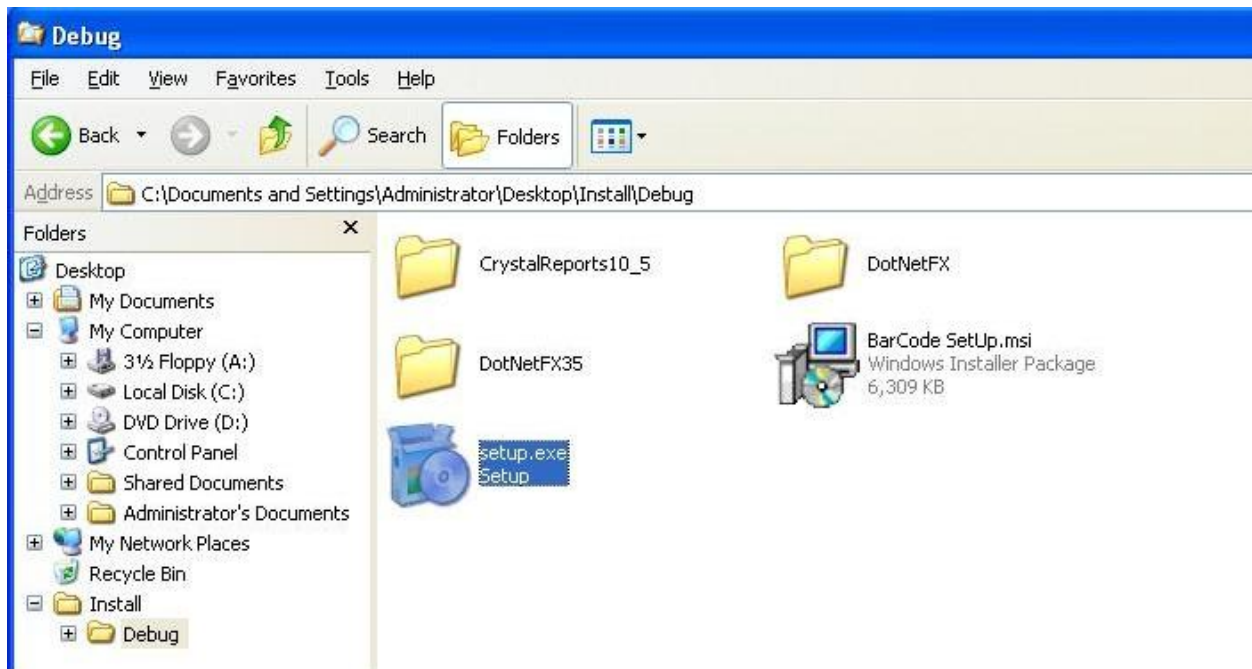 Debug
File Edit View Favorites Tools Help
Back Search Folders
Address C:\Documents and Settings\Administrator\Desktop\Install\Debug
Folders
Desktop
My Documents
My Computer
3½ Floppy (A:)
Local Disk (C:)
DVD Drive (D:)
Control Panel
Shared Documents
Administrator's Documents
My Network Places
Recycle Bin
Install
Debug
CrystalReports10_5
DotNetFX
DotNetFX35
BarCode SetUp.msi
Windows Installer Package
6,309 KB
setup.exe
Setup